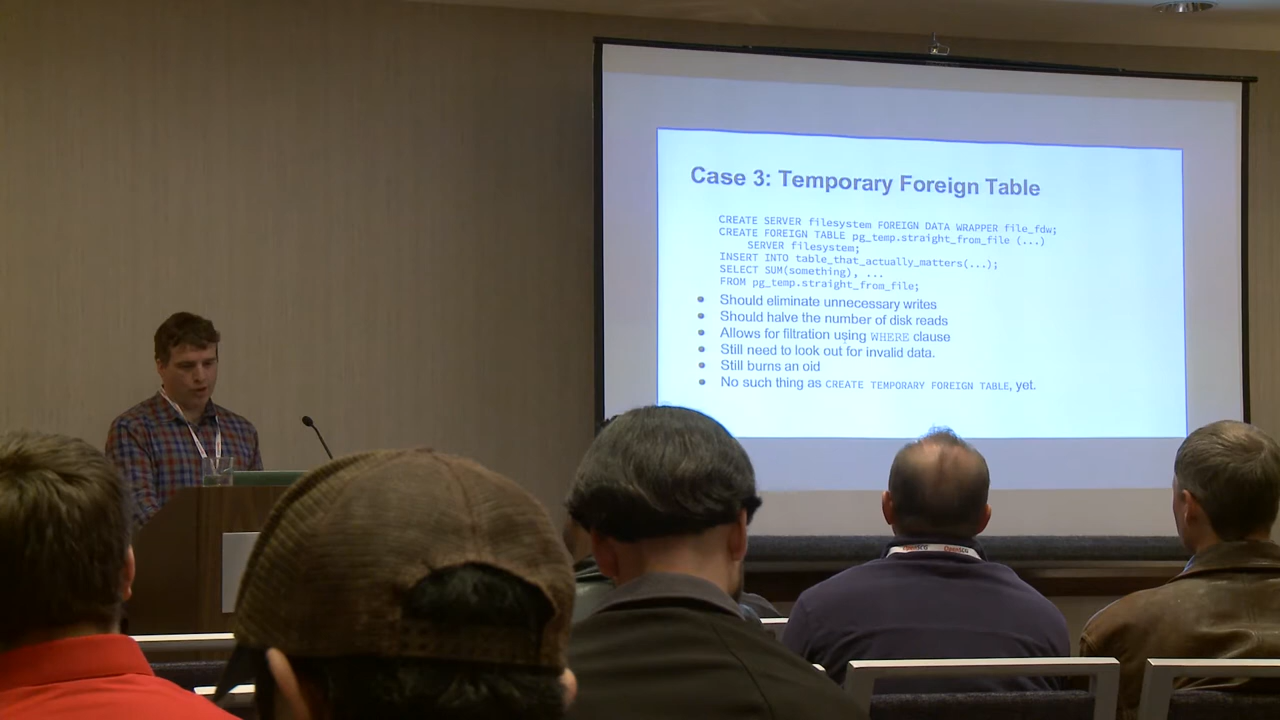 Case 3: Temporary Foreign Table
CREATE SERVER filesystem FOREIGN DATA WRAPPER file_fdw;
CREATE FOREIGN TABLE pg_temp.straight_from_file (...)
SERVER filesystem;
INSERT INTO table_that_actually_matters(...);
SELECT SUM(something), ...
FROM pg_temp.straight_from_file;
• Should eliminate unnecessary writes
• Should halve the number of disk reads
• Allows for filtration using WHERE clause
• Still need to look out for invalid data.
• Still burns an oid
• No such thing as CREATE TEMPORARY FOREIGN TABLE, yet.